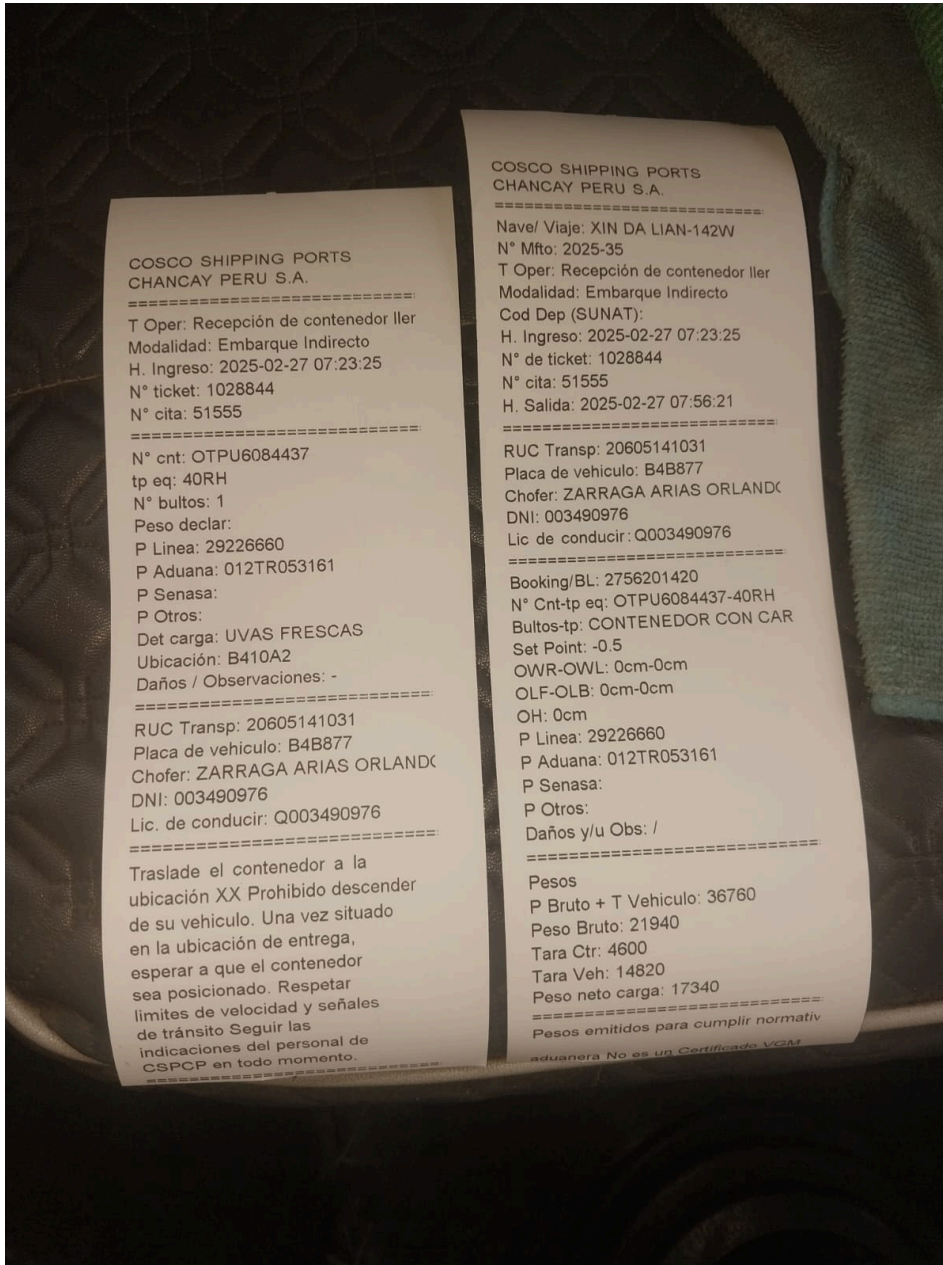 COSCO SHIPPING PORTS
CHANCAY PERU S.A.
==================================
T Oper: Recepción de contenedor ller
Modalidad: Embarque Indirecto
H. Ingreso: 2025-02-27 07:23:25
N° ticket: 1028844
N° cita: 51555
==================================
N° cnt: OTPU6084437
tp eq: 40RH
N° bultos: 1
Peso declar:
P Linea: 29226660
P Aduana: 012TR053161
P Senasa:
P Otros:
Det carga: UVAS FRESCAS
Ubicación: B410A2
Daños / Observaciones: -
==================================
RUC Transp: 20605141031
Placa de vehiculo: B4B877
Chofer: ZARRAGA ARIAS ORLANDO
DNI: 003490976
Lic. de conducir: Q003490976
==================================
Traslade el contenedor a la
ubicación XX Prohibido descender
de su vehiculo. Una vez situado
en la ubicación de entrega,
esperar a que el contenedor
sea posicionado. Respetar
limites de velocidad y señales
de tránsito Seguir las
indicaciones del personal de
CSPCP en todo momento.
==================================
COSCO SHIPPING PORTS
CHANCAY PERU S.A.
==================================
Nave/ Viaje: XIN DA LIAN-142W
N° Mfto: 2025-35
T Oper: Recepción de contenedor ller
Modalidad: Embarque Indirecto
Cod Dep (SUNAT):
H. Ingreso: 2025-02-27 07:23:25
N° de ticket: 1028844
N° cita: 51555
H. Salida: 2025-02-27 07:56:21
==================================
RUC Transp: 20605141031
Placa de vehiculo: B4B877
Chofer: ZARRAGA ARIAS ORLANDO
DNI: 003490976
Lic de conducir: Q003490976
==================================
Booking/BL: 2756201420
N° Cnt-tp eq: OTPU6084437-40RH
Bultos-tp: CONTENEDOR CON CAR
Set Point: -0.5
OWR-OWL: 0cm-0cm
OLF-OLB: 0cm-0cm
OH: 0cm
P Linea: 29226660
P Aduana: 012TR053161
P Senasa:
P Otros:
Daños y/u Obs: /
==================================
Pesos
P Bruto + T Vehiculo: 36760
Peso Bruto: 21940
Tara Ctr: 4600
Tara Veh: 14820
Peso neto carga: 17340
==================================
Pesos emitidos para cumplir normativ
aduanera No es un Certificado VGM